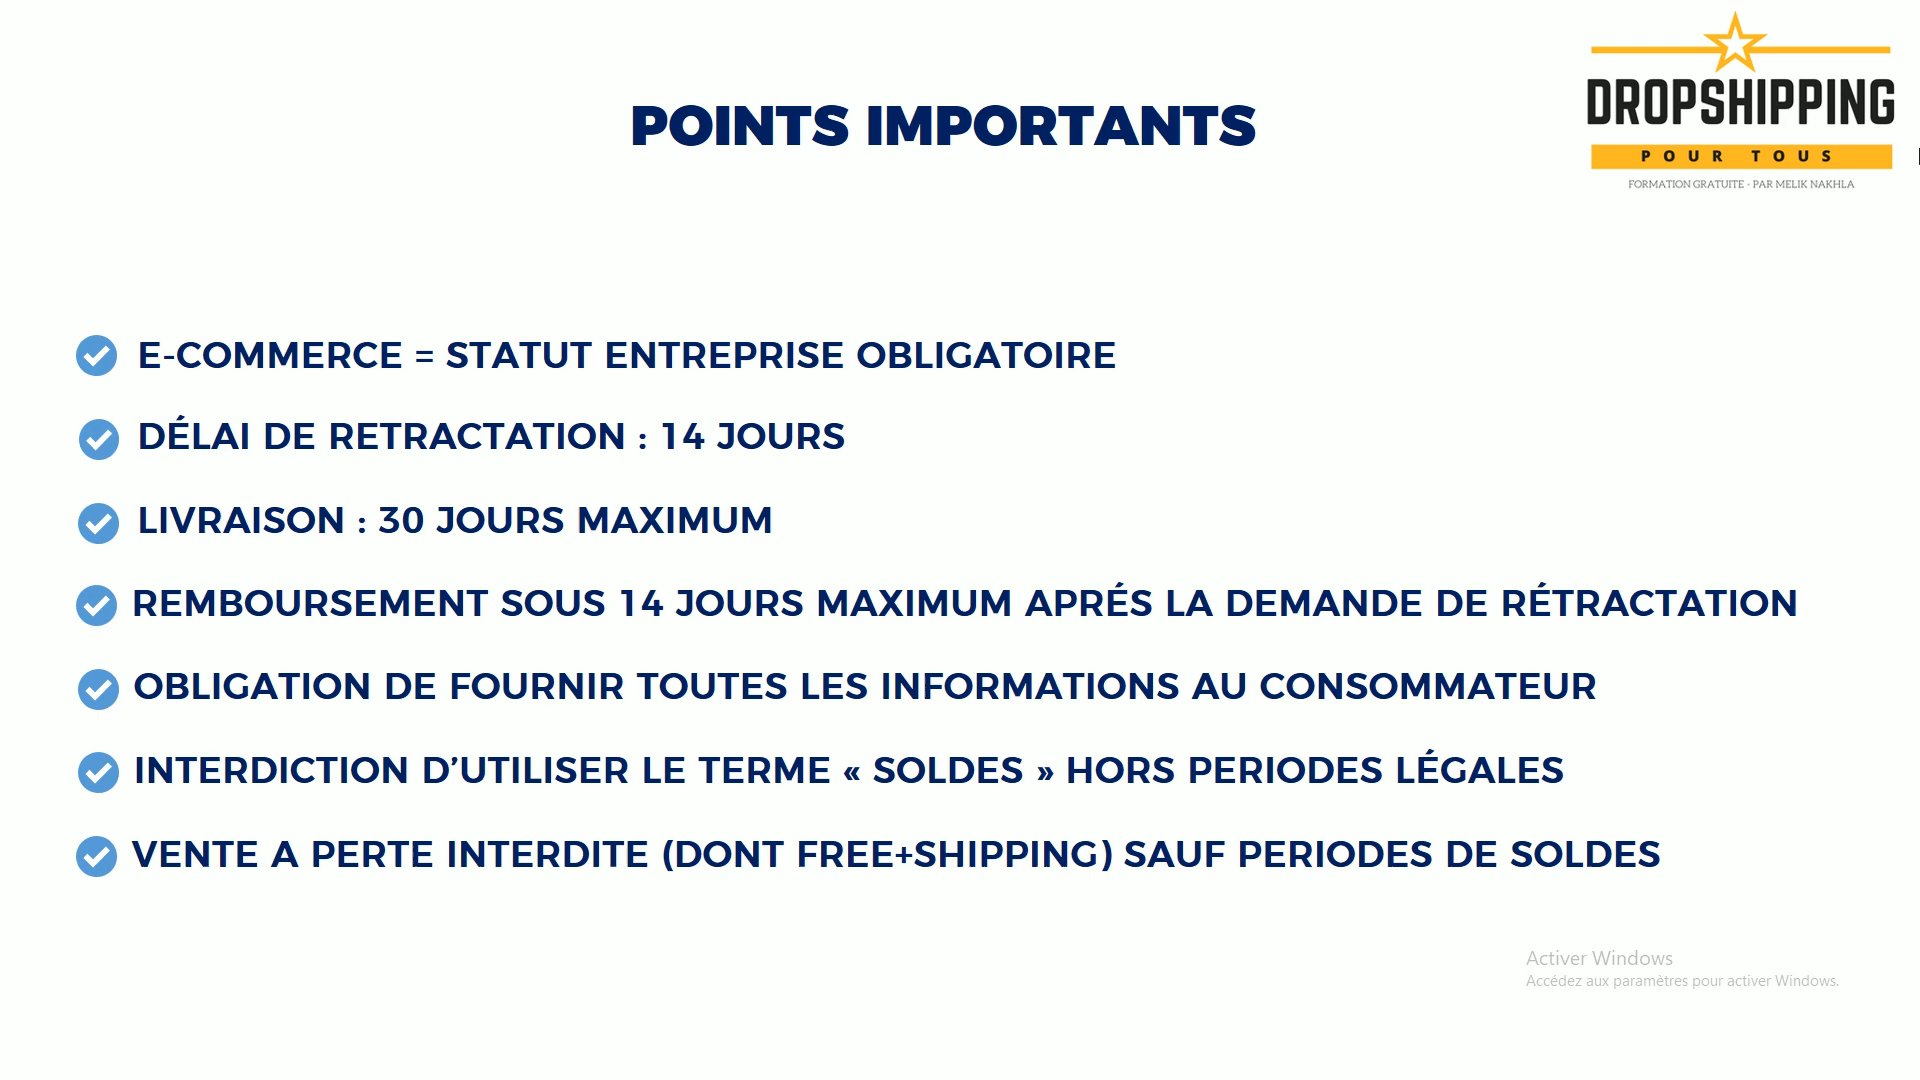 DROPSHIPPING
POUR TOUS
FORMATION GRATUITE - PAR MELIK NAKHLA
POINTS IMPORTANTS
E-COMMERCE = STATUT ENTREPRISE OBLIGATOIRE
DÉLAI DE RETRACTATION : 14 JOURS
LIVRAISON : 30 JOURS MAXIMUM
REMBOURSEMENT SOUS 14 JOURS MAXIMUM APRÉS LA DEMANDE DE RÉTRACTATION
OBLIGATION DE FOURNIR TOUTES LES INFORMATIONS AU CONSOMMATEUR
INTERDICTION D’UTILISER LE TERME « SOLDES » HORS PERIODES LÉGALES
VENTE A PERTE INTERDITE (DONT FREE+SHIPPING) SAUF PERIODES DE SOLDES
Activer Windows
Accédez aux paramètres pour activer Windows.